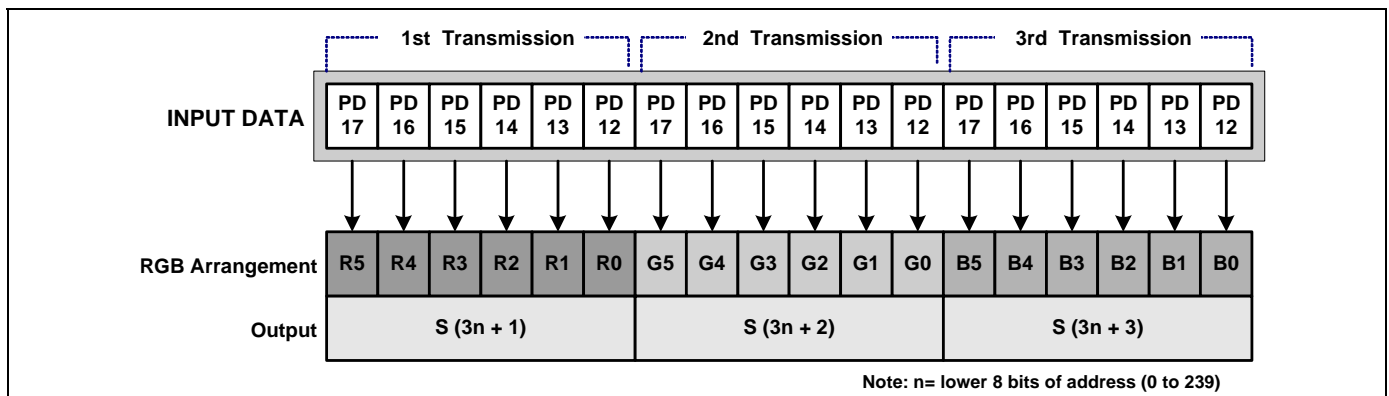 1st Transmission 2nd Transmission 3rd Transmission
INPUT DATA PD 17 PD 16 PD 15 PD 14 PD 13 PD 12 PD 17 PD 16 PD 15 PD 14 PD 13 PD 12 PD 17 PD 16 PD 15 PD 14 PD 13 PD 12
RGB Arrangement R5 R4 R3 R2 R1 R0 G5 G4 G3 G2 G1 G0 B5 B4 B3 B2 B1 B0
Output S (3n + 1) S (3n + 2) S (3n + 3)
Note: n= lower 8 bits of address (0 to 239)